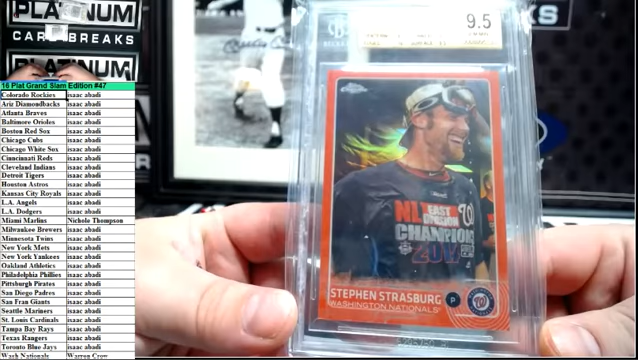 PLATINUM
CARD BREAKS
PLATINUM
KS
9.5
16 Plat Grand Slam Edition #47
Colorado Rockies isaac abadi
Ariz Diamondbacks isaac abadi
Atlanta Braves isaac abadi
Baltimore Orioles isaac abadi
Boston Red Sox isaac abadi
Chicago Cubs isaac abadi
Chicago White Sox isaac abadi
Cinncinati Reds isaac abadi
Cleveland Indians isaac abadi
Detroit Tigers isaac abadi
Houston Astros isaac abadi
Kansas City Royals isaac abadi
L.A. Angels isaac abadi
L.A. Dodgers isaac abadi
Miami Marlins Nichole Thompson
Milwaukee Brewers isaac abadi
Minnesota Twins isaac abadi
New York Mets isaac abadi
New York Yankees isaac abadi
Oakland Athletics isaac abadi
Philadelphia Phillies isaac abadi
Pittsburg Pirates isaac abadi
San Diego Padres isaac abadi
San Fran Giants isaac abadi
Seattle Mariners isaac abadi
St. Louis Cardinals isaac abadi
Tampa Bay Rays isaac abadi
Texas Rangers isaac abadi
Toronto Blue Jays isaac abadi
Wash Nationals Warren Crow
NL EAST W
DIVISION
CHAMPIONS
STEPHEN STRASBURG P
WASHINGTON NATIONALS